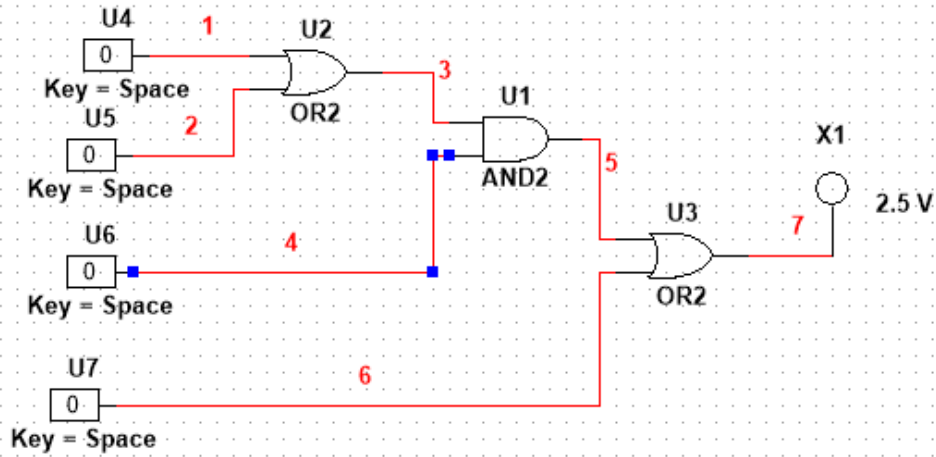 U4
1
U2
0
Key = Space
OR2
3
U5
2
0
Key = Space
U1
AND2
5
X1
2.5 V
U6
4
0
Key = Space
U3
7
OR2
U7
6
0
Key = Space